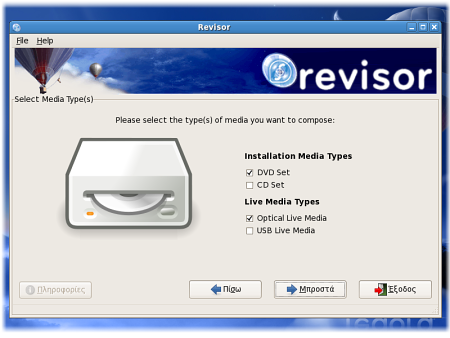 Revisor
File Help
revisor
Select Media Type(s)
Please select the type(s) of media you want to compose:
Installation Media Types
DVD Set
CD Set
Live Media Types
Optical Live Media
USB Live Media
Πληροφορίες
Πίσω
Μπροστά
Έξοδος